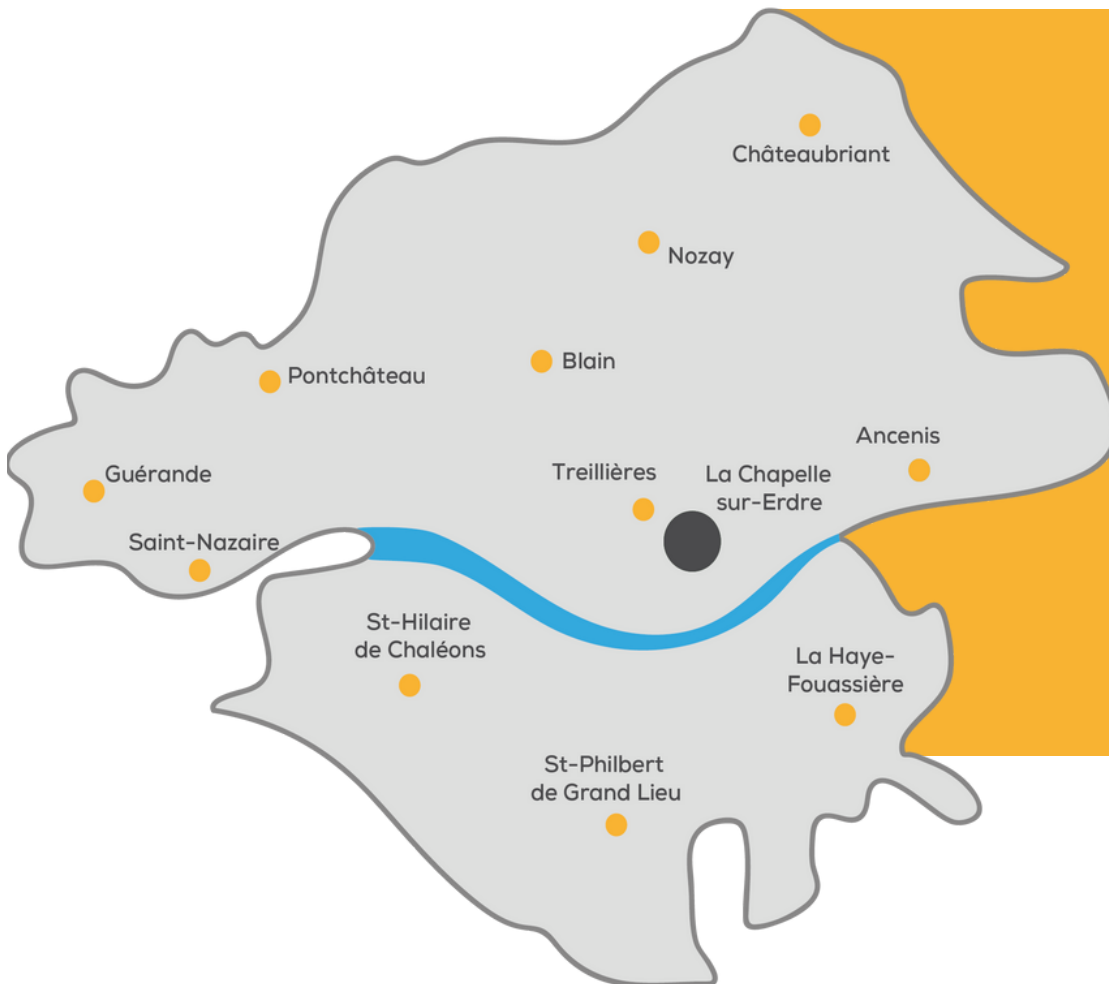 Châteaubriant
Nozay
Blain
Pontchâteau
Ancenis
Guérande
Treillières
La Chapelle
sur-Erdre
Saint-Nazaire
St-Hilaire
de Chaléons
La Haye-
Fouassière
St-Philbert
de Grand Lieu